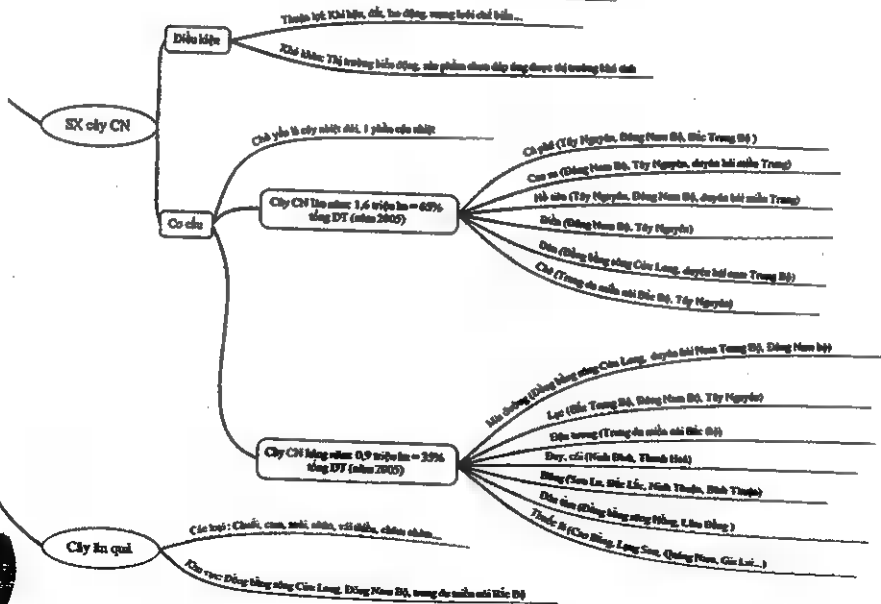 Thuận lợi: Khí hậu, đất, lao động, mạng lưới chế biến...
Điều kiện
Khó khăn: Thị trường biến động, sản phẩm chưa đáp ứng được thị trường khó tính
SX cây CN
Chủ yếu là cây nhiệt đới, 1 phần cận nhiệt
Cơ cấu
Cây CN lâu năm: 1,6 triệu ha = 65%
tổng DT (năm 2005)
Cà phê (Tây Nguyên, Đông Nam Bộ, Bắc Trung Bộ )
Cao su (Đông Nam Bộ, Tây Nguyên, duyên hải miền Trung)
Hồ tiêu (Tây Nguyên, Đông Nam Bộ, duyên hải miền Trung)
Điều (Đông Nam Bộ, Tây Nguyên)
Dừa (Đồng bằng sông Cửu Long, duyên hải nam Trung Bộ)
Chè (Trung du miền núi Bắc Bộ, Tây Nguyên)
Cây CN hàng năm: 0,9 triệu ha = 35%
tổng DT (năm 2005)
Mía đường (Đồng bằng sông Cửu Long, duyên hải Nam Trung Bộ, Đông Nam bộ)
Lạc (Bắc Trung Bộ, Đông Nam Bộ, Tây Nguyên)
Đậu tương (Trung du miền núi Bắc Bộ)
Đay, cói (Ninh Bình, Thanh Hoá)
Bông (Sơn La, Đắc Lắc, Ninh Thuận, Bình Thuận)
Dâu tằm (Đồng bằng sông Hồng, Lâm Đồng )
Thuốc lá (Cao Bằng, Lạng Sơn, Quảng Nam, Gia Lai...)
Cây ăn quả
Các loại : Chuối, cam, xoài, nhãn, vải thiều, chôm chôm...
Khu vực: Đồng bằng sông Cửu Long, Đông Nam Bộ, trung du miền núi Bắc Bộ